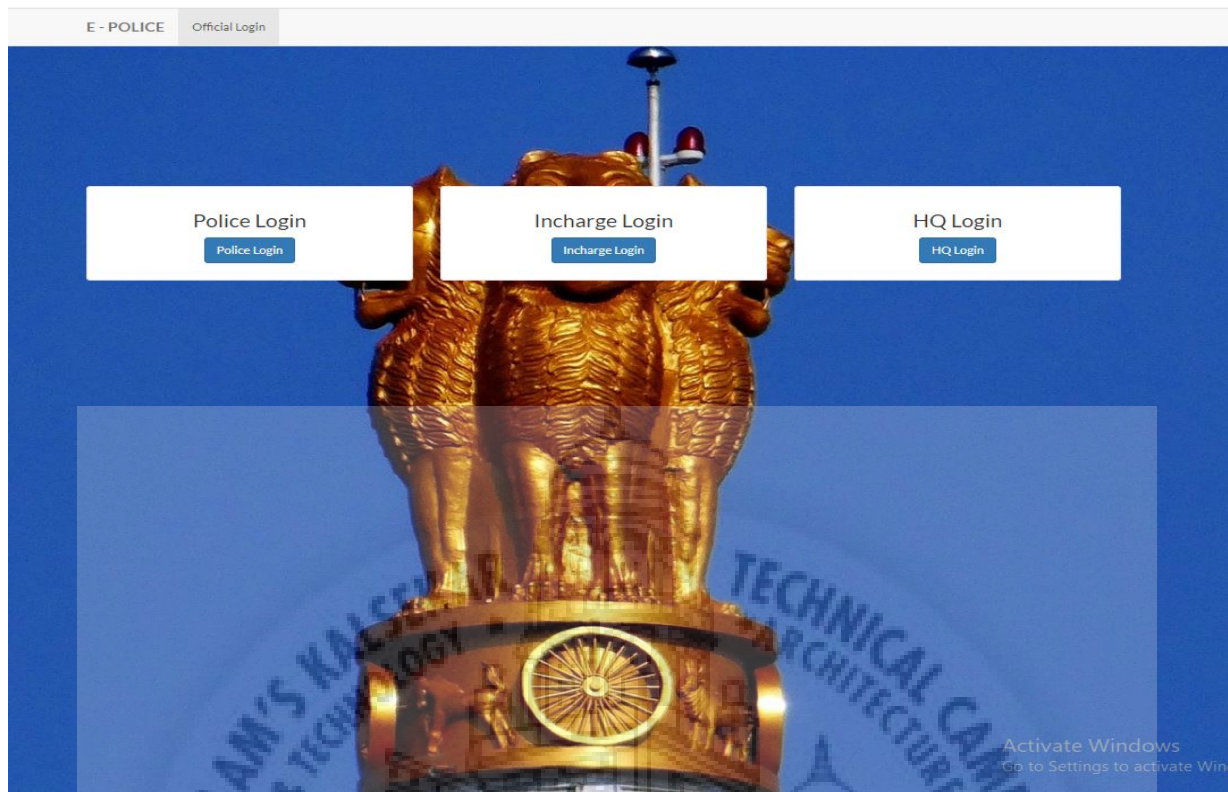 E - POLICE
Official Login
Police Login
Police Login
Incharge Login
Incharge Login
HQ Login
HQ Login
TECHNICAL
Activate Windows
Go to Settings to activate Win